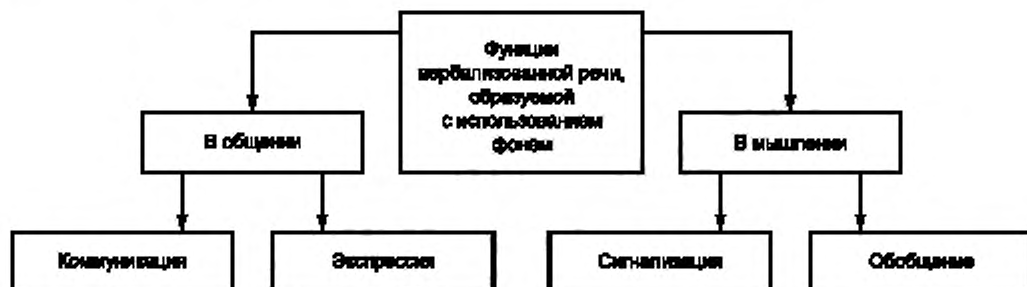 Функции
вербализованной речи,
образуемой
с использованием
фонем
В общении
В мышлении
Коммуникация
Экспрессия
Сигнализация
Обобщение